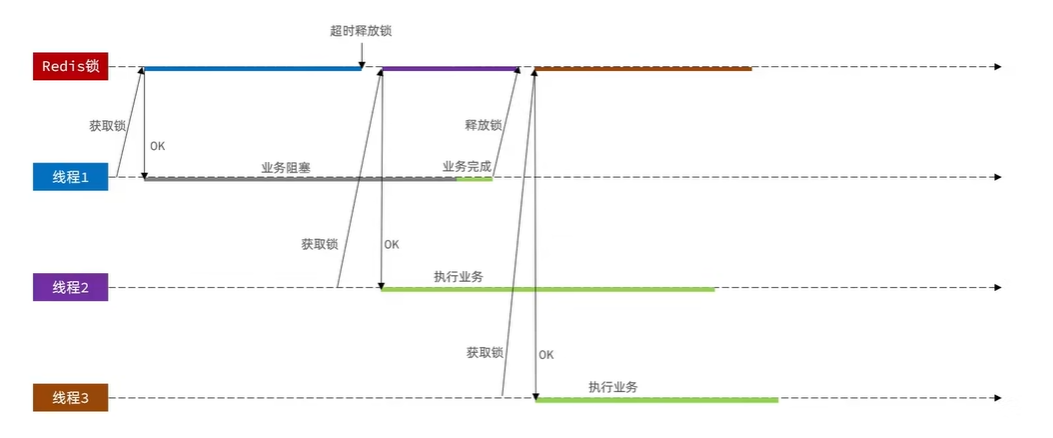 超时释放锁
Redis锁
获取锁
释放锁
OK
线程1
业务阻塞
业务完成
获取锁
OK
线程2
执行业务
获取锁
OK
线程3
执行业务